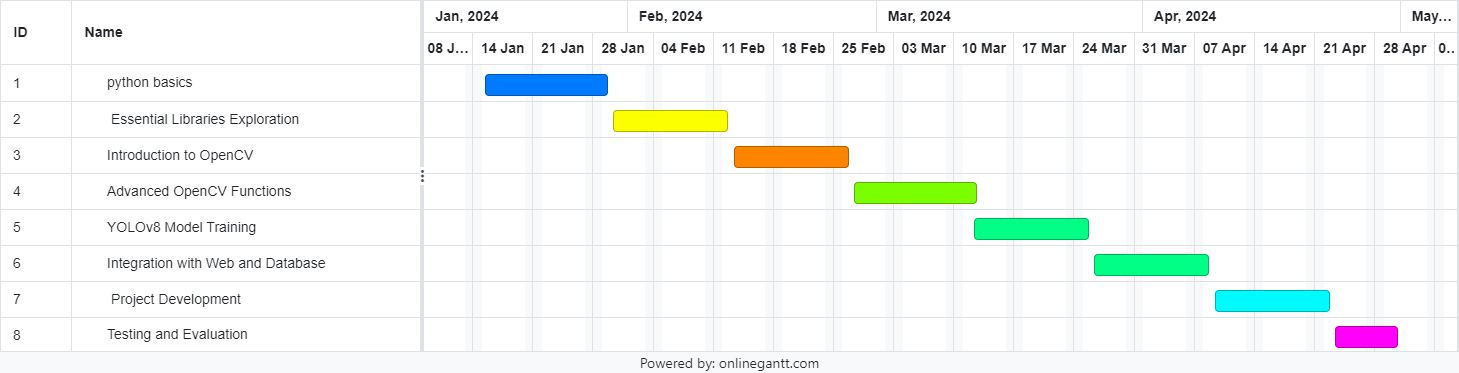 ID Name Jan, 2024 Feb, 2024 Mar, 2024 Apr, 2024 May...
08 J... 14 Jan 21 Jan 28 Jan 04 Feb 11 Feb 18 Feb 25 Feb 03 Mar 10 Mar 17 Mar 24 Mar 31 Mar 07 Apr 14 Apr 21 Apr 28 Apr 0..
1 python basics
2 Essential Libraries Exploration
3 Introduction to OpenCV
4 Advanced OpenCV Functions
5 YOLOv8 Model Training
6 Integration with Web and Database
7 Project Development
8 Testing and Evaluation
Powered by: onlinegantt.com